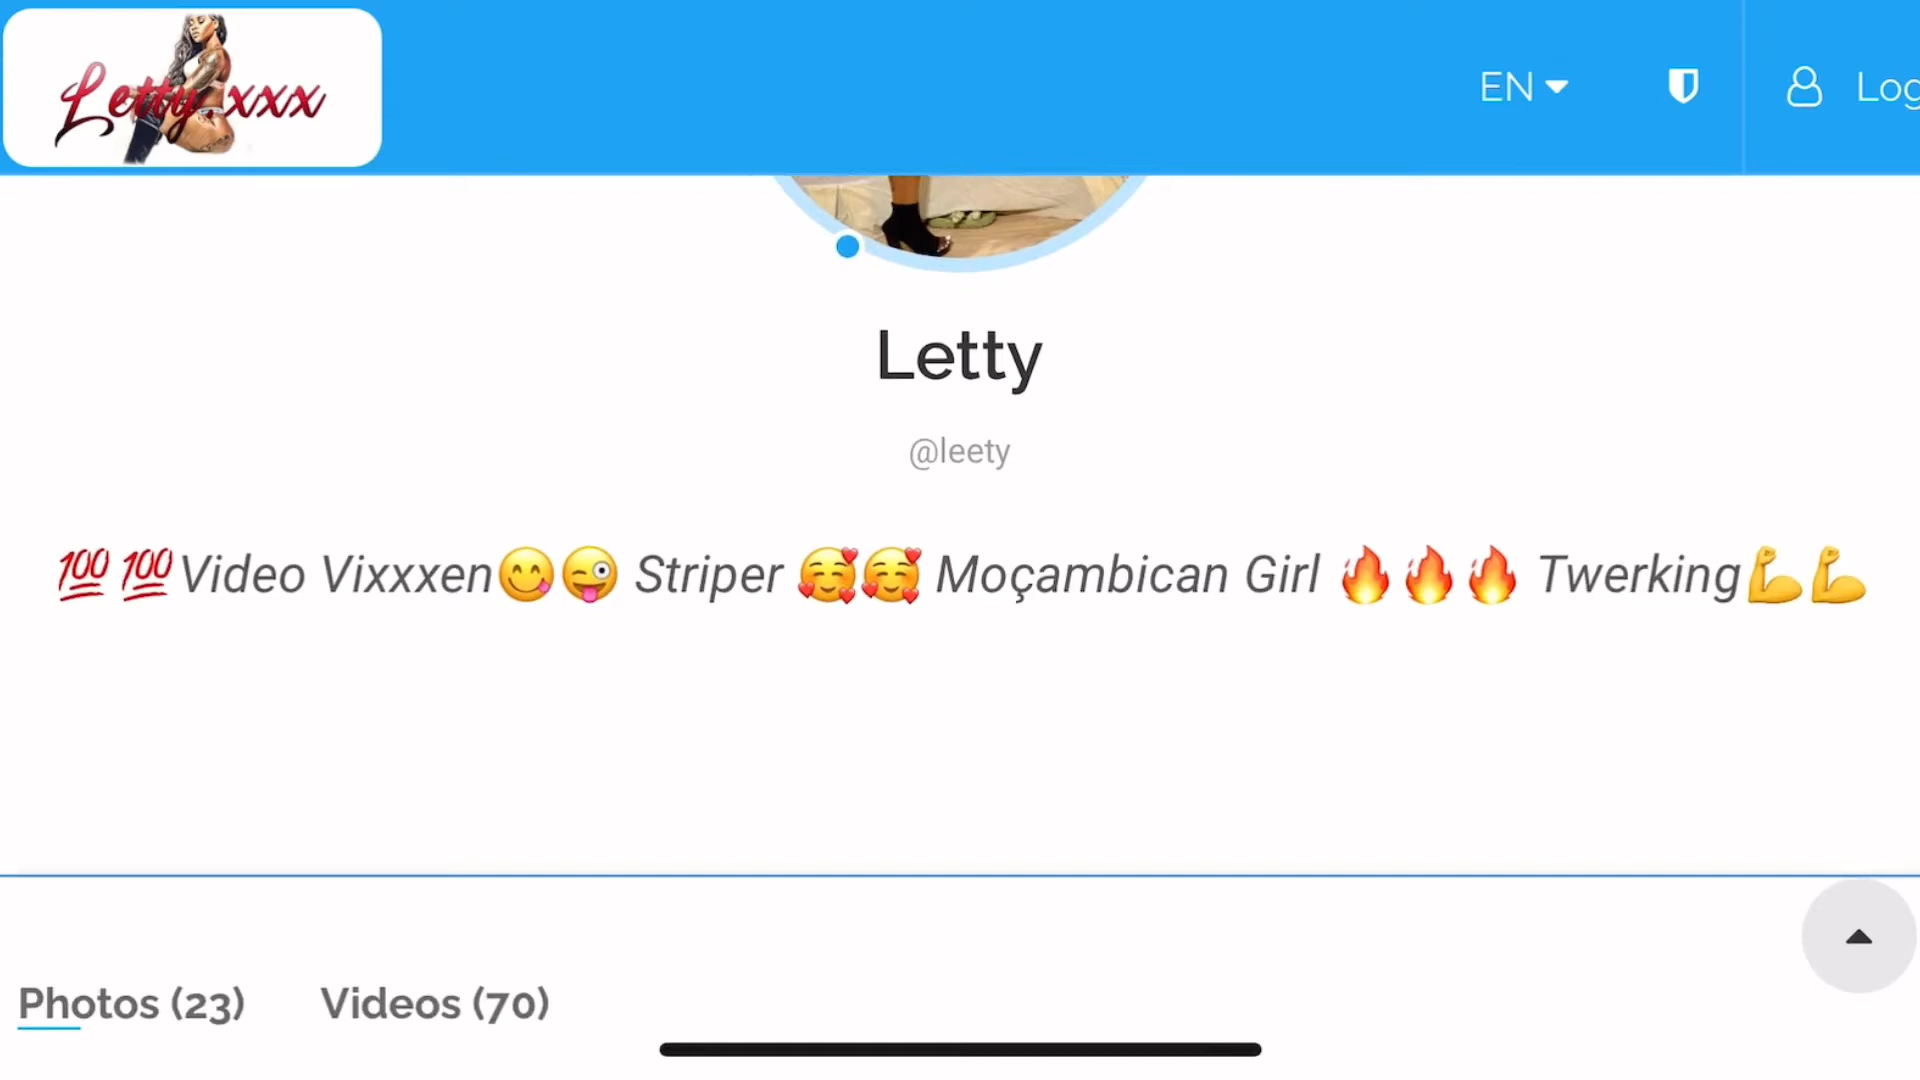 Letty.xxx
EN
Log
Letty
@leety
💯💯Video Vixxxen😋😜 Striper 🥰🥰 Moçambican Girl 🔥🔥🔥 Twerking💪💪
Photos (23) Videos (70)